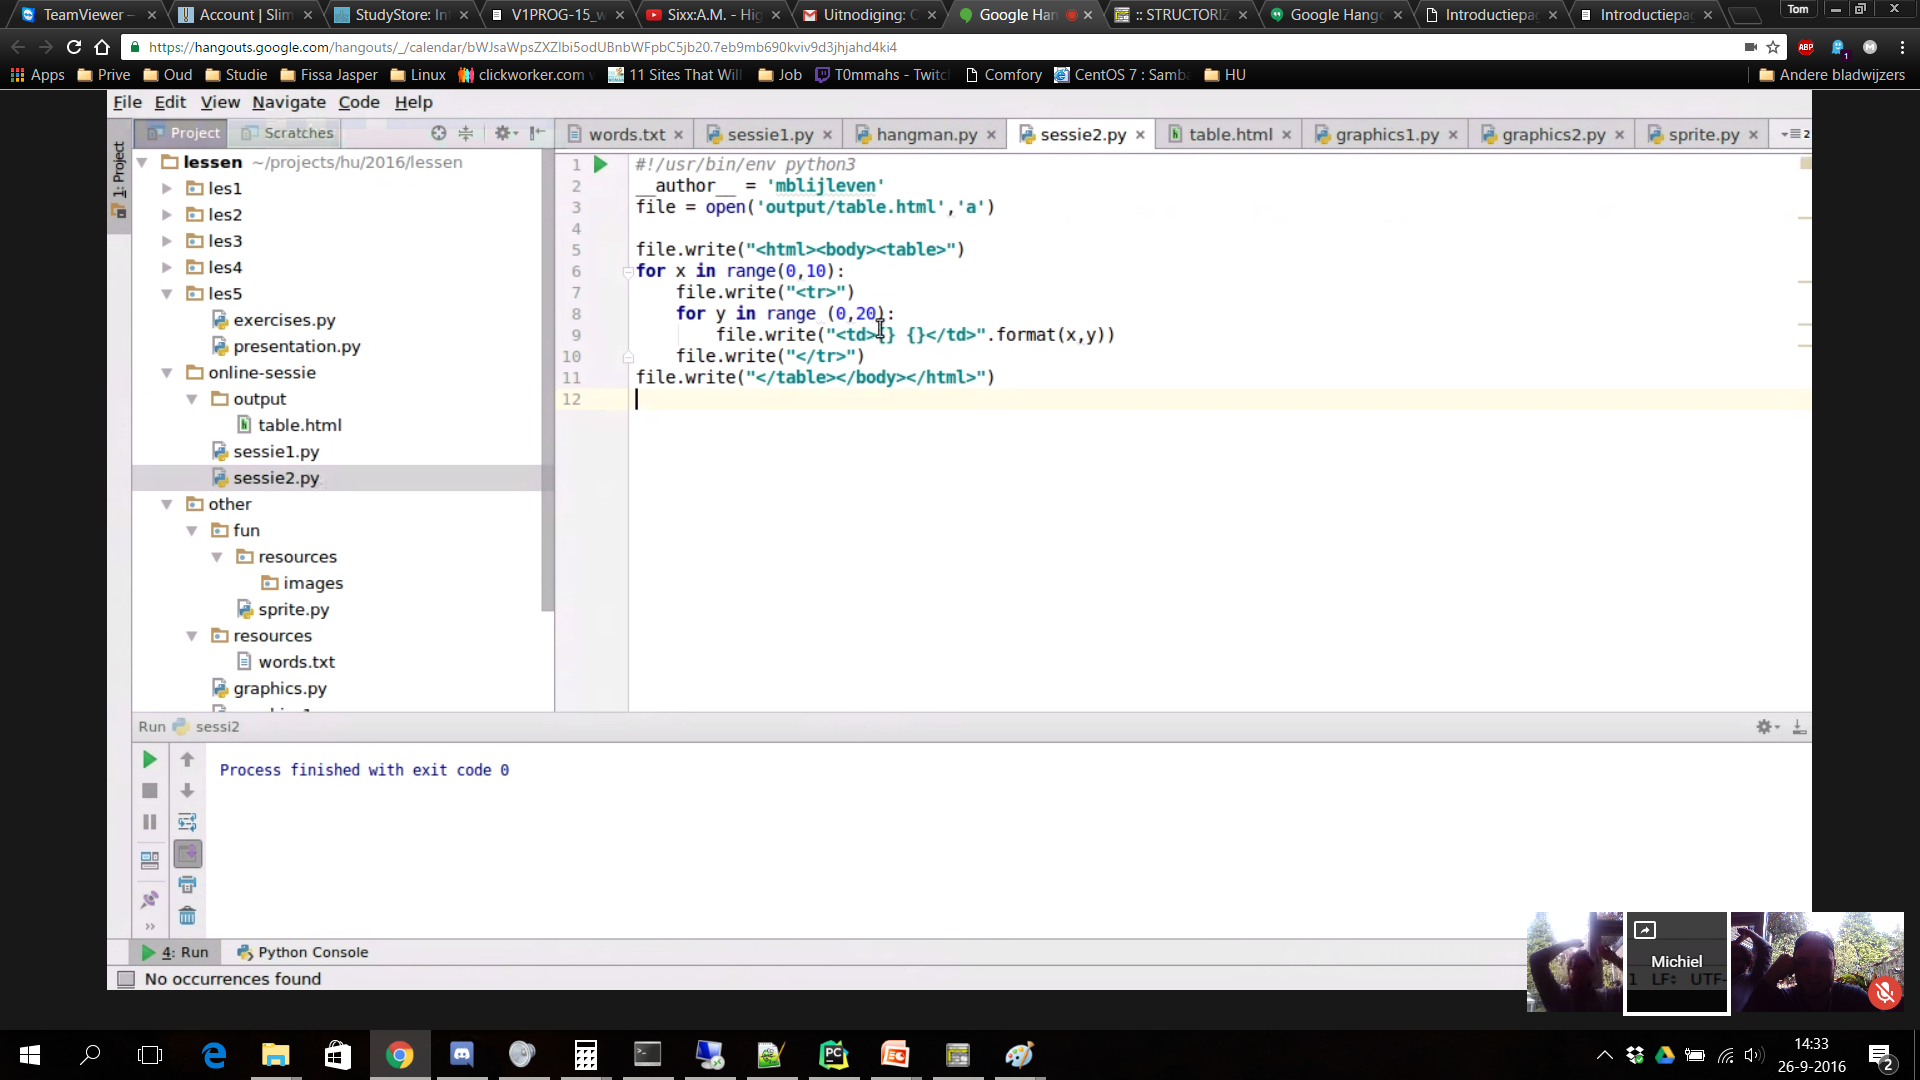 TeamViewer –
Account | Slim
StudyStore: In
V1PROG-15_w
Sixx:A.M. - Hig
Uitnodiging: C
Google Han
:: STRUCTORIZ
Google Hango
Introductiepa
Introductiepa
Tom
https://hangouts.google.com/hangouts/_/calendar/bWJsaWpsZXZlbi5odUBnbWFpbC5jb20.7eb9mb690kviv9d3jhjahd4ki4
ABP
1
M
Apps
Prive
Oud
Studie
Fissa Jasper
Linux
clickworker.com
11 Sites That Will
Job
T0mmahs - Twitc
Comfory
CentOS 7 : Samba
HU
Andere bladwijzers
File Edit View Navigate Code Help
Project
Scratches
words.txt
sessie1.py
hangman.py
sessie2.py
table.html
graphics1.py
graphics2.py
sprite.py
2
1: Project
lessen ~/projects/hu/2016/lessen
les1
les2
les3
les4
les5
exercises.py
presentation.py
online-sessie
output
table.html
sessie1.py
sessie2.py
other
fun
resources
images
sprite.py
resources
words.txt
graphics.py
1 #!/usr/bin/env python3
2 __author__ = 'mblijleven'
3 file = open('output/table.html','a')
4
5 file.write("<html><body><table>")
6 for x in range(0,10):
7 file.write("<tr>")
8 for y in range (0,20):
9 file.write("<td>{} {}</td>".format(x,y))
10 file.write("</tr>")
11 file.write("</table></body></html>")
12
Run sessi2
Process finished with exit code 0
4: Run
Python Console
No occurrences found
Michiel
1 LF÷ UTF-
14:33
26-9-2016
2